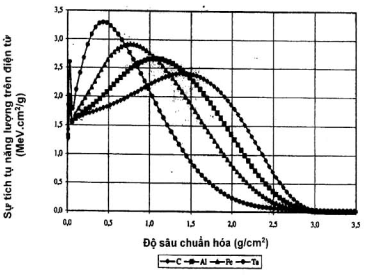 Sự tích tụ năng lượng trên điện tử
(MeV.cm²/g)
3,5
3,0
2,5
2,0
1,5
1,0
0,5
0,0
0,0 0,5 1,0 1,5 2,0 2,5 3,0 3,5
Độ sâu chuẩn hóa (g/cm²)
C Al Fe Ta